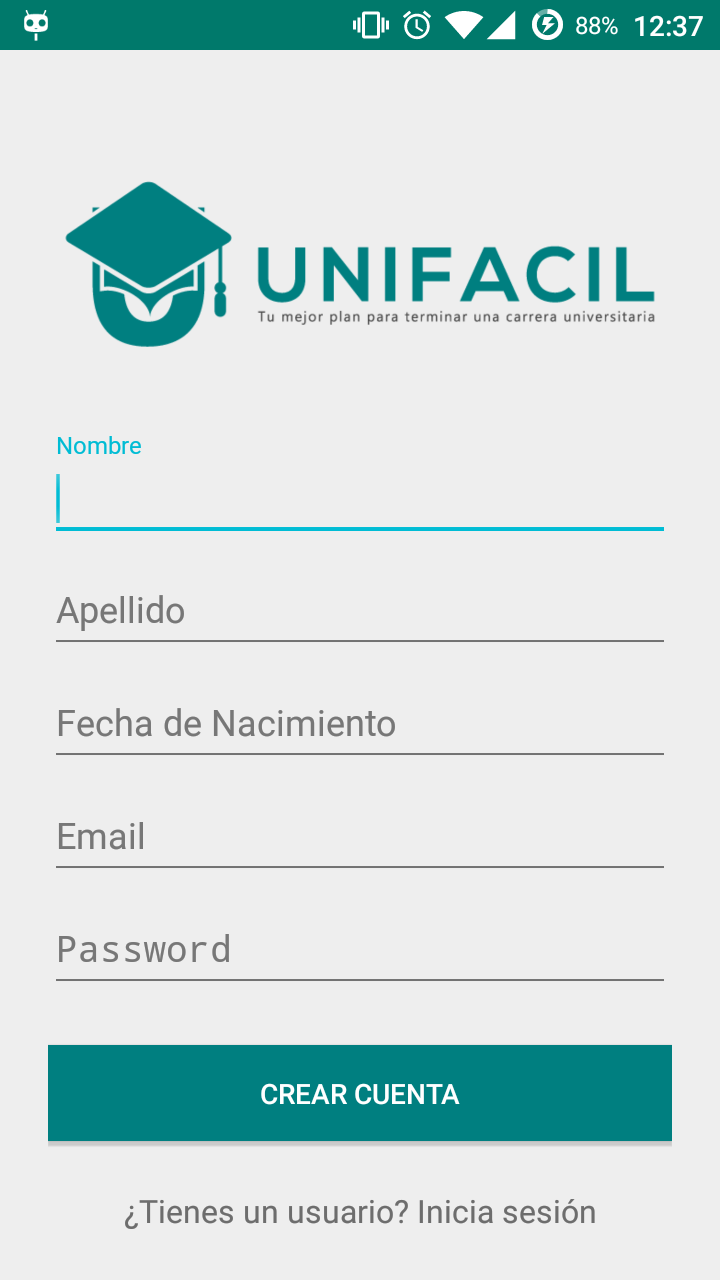 88% 12:37
UNIFACIL
Tu mejor plan para terminar una carrera universitaria
Nombre
Apellido
Fecha de Nacimiento
Email
Password
CREAR CUENTA
¿Tienes un usuario? Inicia sesión